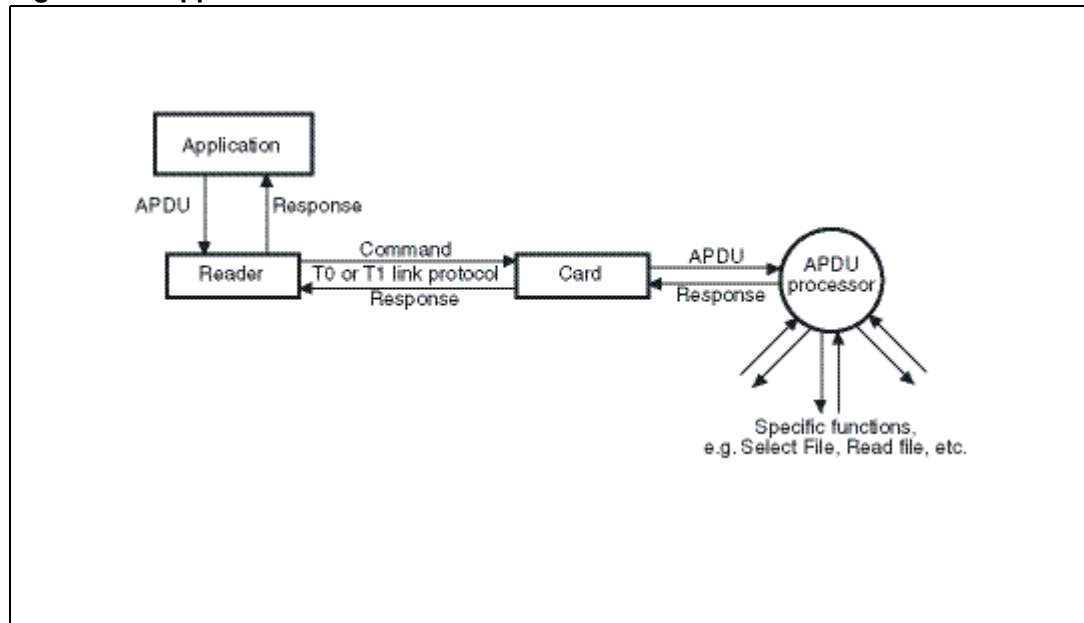 Application
APDU
Response
Reader
Command
T0 or T1 link protocol
Response
Card
APDU
Response
APDU
processor
Specific functions,
e.g. Select File, Read file, etc.